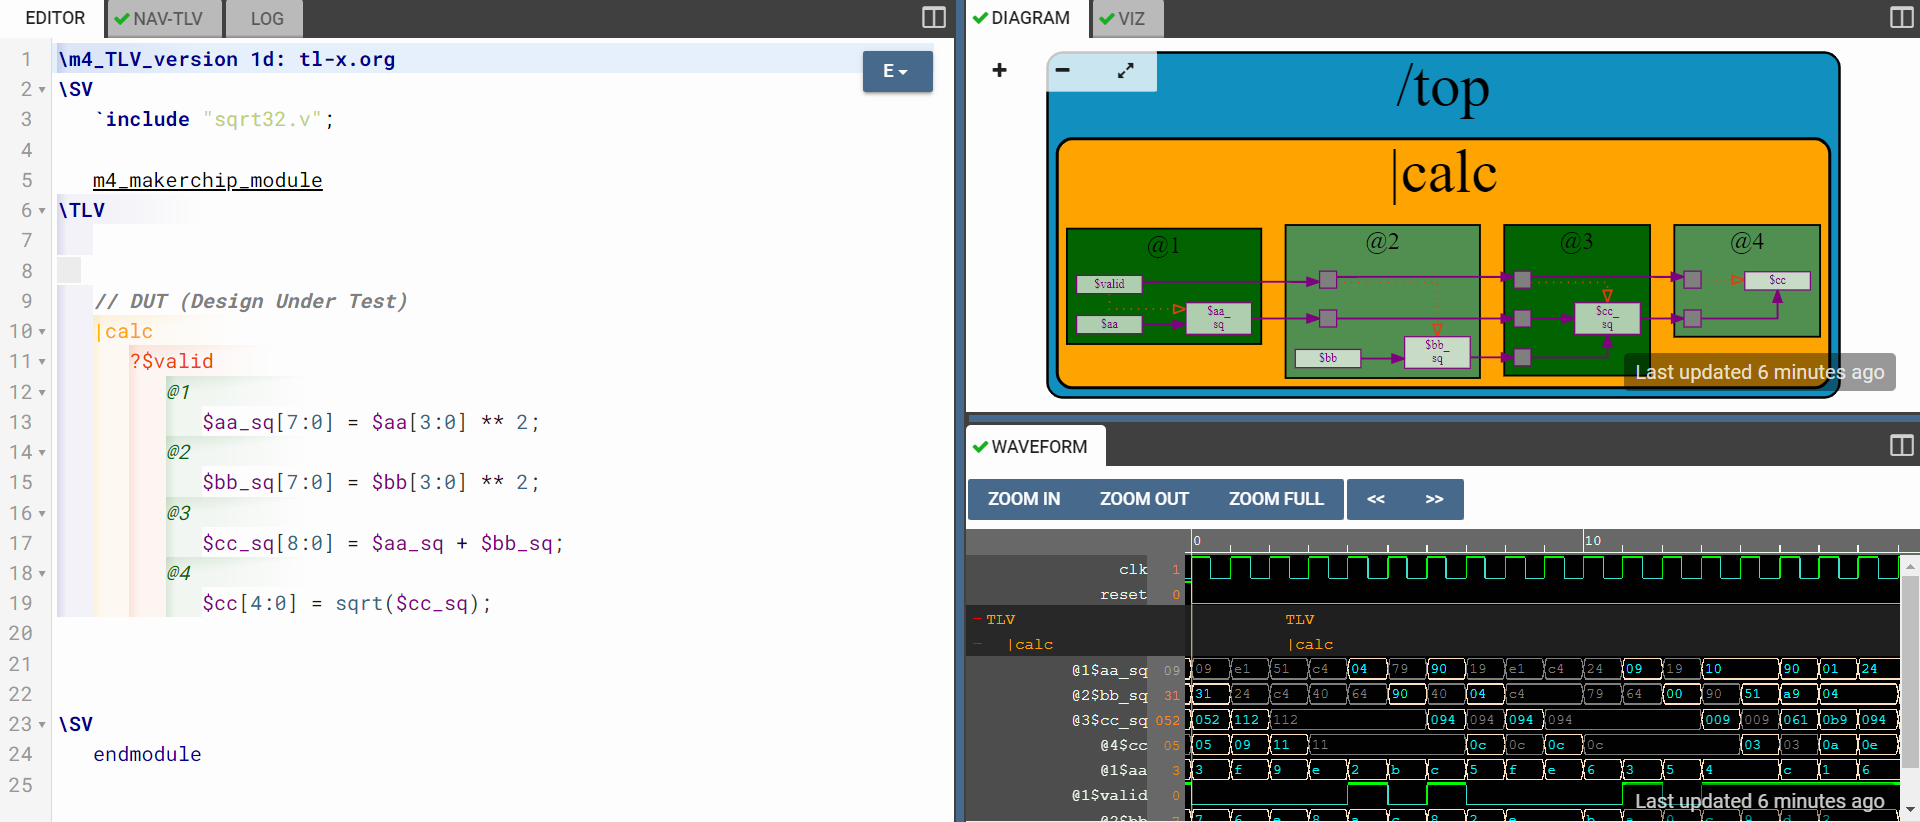 EDITOR NAV-TLV LOG
1 \m4_TLV_version 1d: tl-x.org
E
2 \SV
3 `include "sqrt32.v";
4
5 m4_makerchip_module
6 \TLV
7
8
9 // DUT (Design Under Test)
10 |calc
11 ?$valid
12 @1
13 $aa_sq[7:0] = $aa[3:0] ** 2;
14 @2
15 $bb_sq[7:0] = $bb[3:0] ** 2;
16 @3
17 $cc_sq[8:0] = $aa_sq + $bb_sq;
18 @4
19 $cc[4:0] = sqrt($cc_sq);
20
21
22
23 \SV
24 endmodule
25
DIAGRAM VIZ
/top
|calc
@1 @2 @3 @4
$valid
$aa
$aa_
sq
$bb
$bb_
sq
$cc_
sq
$cc
Last updated 6 minutes ago
WAVEFORM
ZOOM IN ZOOM OUT ZOOM FULL << >>
0 10
clk 1
reset 0
TLV TLV
|calc |calc
@1$aa_sq 09 09 e1 51 c4 04 79 90 19 e1 c4 24 09 19 10 90 01 24
@2$bb_sq 31 31 24 c4 40 64 90 40 04 c4 79 64 00 90 51 a9 04
@3$cc_sq 052 052 112 112 094 094 094 094 009 009 061 0b9 094
@4$cc 05 05 09 11 11 0c 0c 0c 0c 03 03 0a 0e
@1$aa 3 3 f 9 e 2 b c 5 f e 6 3 5 4 c 1 6
@1$valid 0
Last updated 6 minutes ago